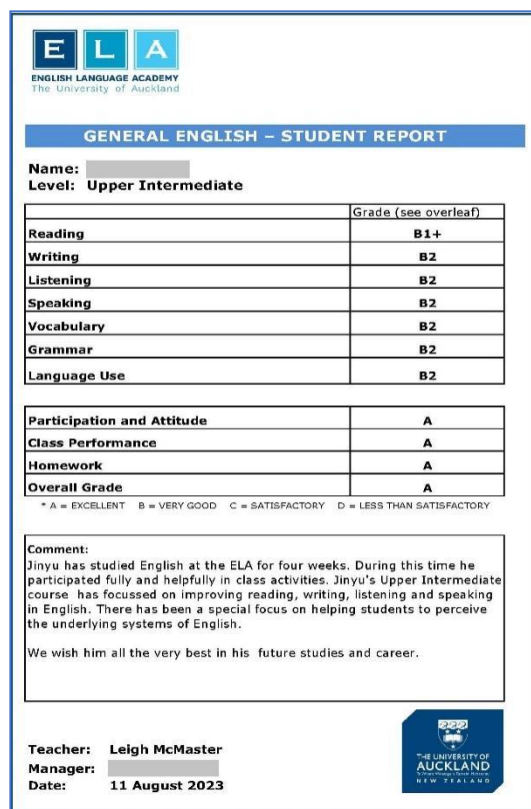 E L A
ENGLISH LANGUAGE ACADEMY
The University of Auckland
GENERAL ENGLISH – STUDENT REPORT
Name:
Level: Upper Intermediate
Grade (see overleaf)
Reading B1+
Writing B2
Listening B2
Speaking B2
Vocabulary B2
Grammar B2
Language Use B2
Participation and Attitude A
Class Performance A
Homework A
Overall Grade A
* A = EXCELLENT B = VERY GOOD C = SATISFACTORY D = LESS THAN SATISFACTORY
Comment:
Jinyu has studied English at the ELA for four weeks. During this time he
participated fully and helpfully in class activities. Jinyu's Upper Intermediate
course has focussed on improving reading, writing, listening and speaking
in English. There has been a special focus on helping students to perceive
the underlying systems of English.
We wish him all the very best in his future studies and career.
Teacher: Leigh McMaster
Manager:
Date: 11 August 2023
THE UNIVERSITY OF
AUCKLAND
NEW ZEALAND